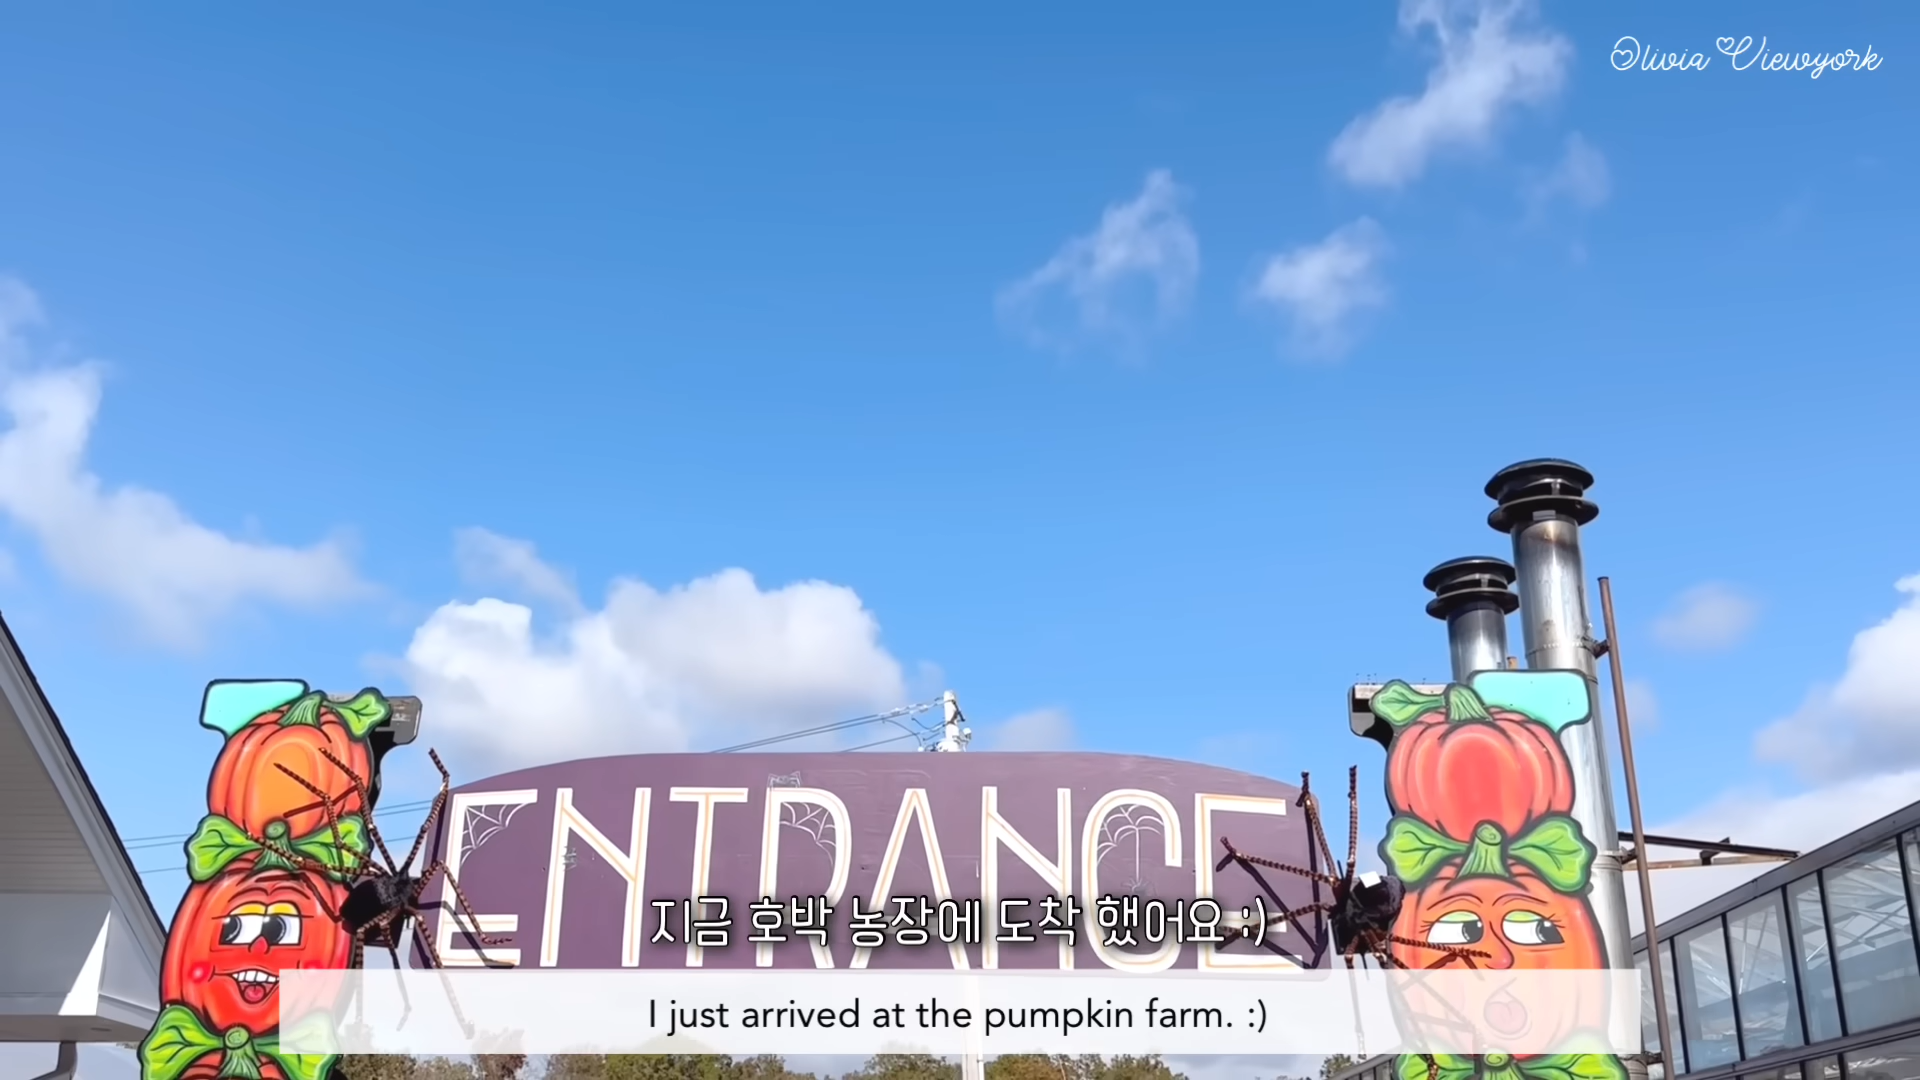 Olivia Viewyork
ENTRANCE
지금 호박 농장에 도착 했어요 :)
I just arrived at the pumpkin farm. :)